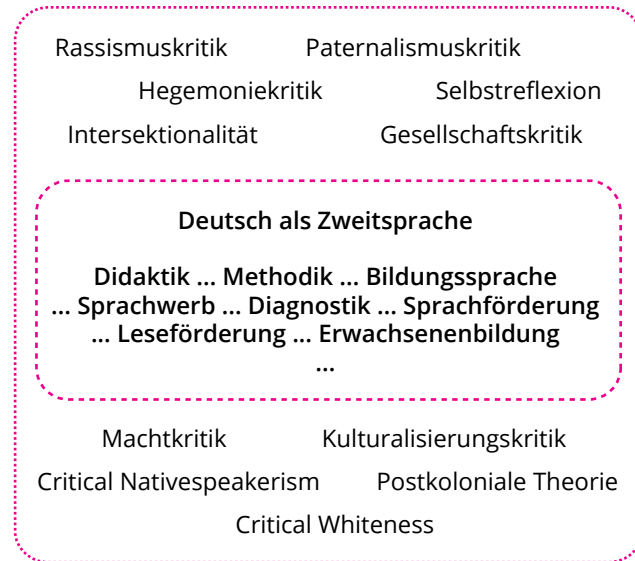 Rassismuskritik Paternalismuskritik
Hegemoniekritik Selbstreflexion
Intersektionalität Gesellschaftskritik
Deutsch als Zweitsprache
Didaktik ... Methodik ... Bildungssprache
... Sprachwerb ... Diagnostik ... Sprachförderung
... Leseförderung ... Erwachsenenbildung
...
Machtkritik Kulturalisierungskritik
Critical Nativespeakerism Postkoloniale Theorie
Critical Whiteness